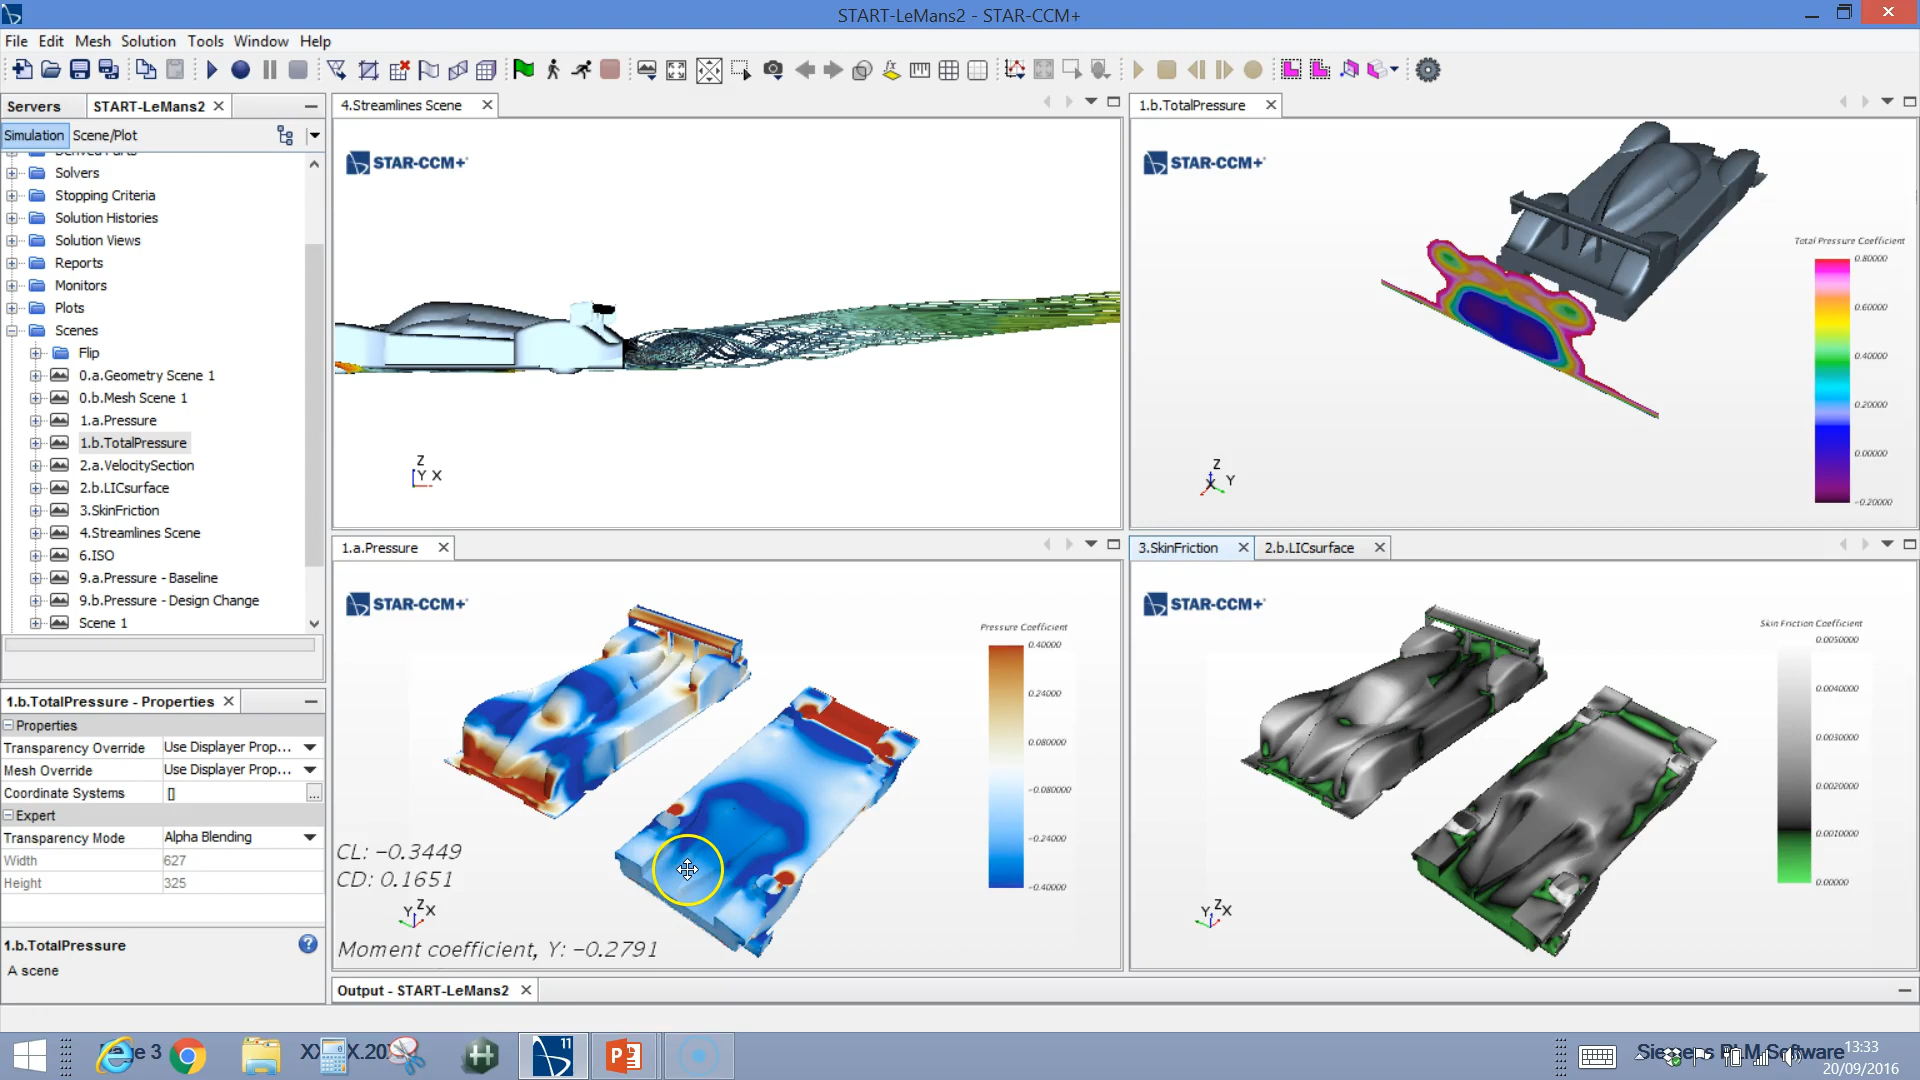 START-LeMans2 - STAR-CCM+
File Edit Mesh Solution Tools Window Help
Servers START-LeMans2
Simulation Scene/Plot
Derived Parts
Solvers
Stopping Criteria
Solution Histories
Solution Views
Reports
Monitors
Plots
Scenes
Flip
0.a.Geometry Scene 1
0.b.Mesh Scene 1
1.a.Pressure
1.b.TotalPressure
2.a.VelocitySection
2.b.LICsurface
3.SkinFriction
4.Streamlines Scene
6.ISO
9.a.Pressure - Baseline
9.b.Pressure - Design Change
Scene 1
1.b.TotalPressure - Properties
Properties
Transparency Override Use Displayer Prop...
Mesh Override Use Displayer Prop...
Coordinate Systems [] ...
Expert
Transparency Mode Alpha Blending
Width 627
Height 325
1.b.TotalPressure
A scene
4.Streamlines Scene
STAR-CCM+
Z
Y X
1.b.TotalPressure
STAR-CCM+
Total Pressure Coefficient
0.80000
0.60000
0.40000
0.20000
0.00000
-0.20000
Z
X Y
1.a.Pressure
STAR-CCM+
Pressure Coefficient
0.40000
0.24000
0.080000
-0.080000
-0.24000
-0.40000
CL: -0.3449
CD: 0.1651
Y Z X
Moment coefficient, Y: -0.2791
3.SkinFriction 2.b.LICsurface
STAR-CCM+
Skin Friction Coefficient
0.0050000
0.0040000
0.0030000
0.0020000
0.0010000
0.00000
Y Z X
Output - START-LeMans2
11
13:33
20/09/2016